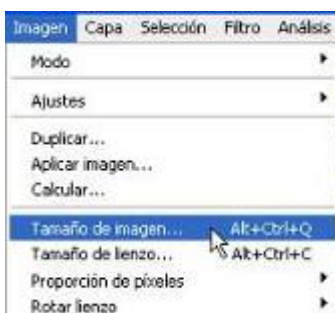 Imagen Capa Selección Filtro Análisis
Modo
Ajustes
Duplicar...
Aplicar imagen...
Calcular...
Tamaño de imagen... Alt+Ctrl+Q
Tamaño de lienzo... Alt+Ctrl+C
Proporción de píxeles
Rotar lienzo